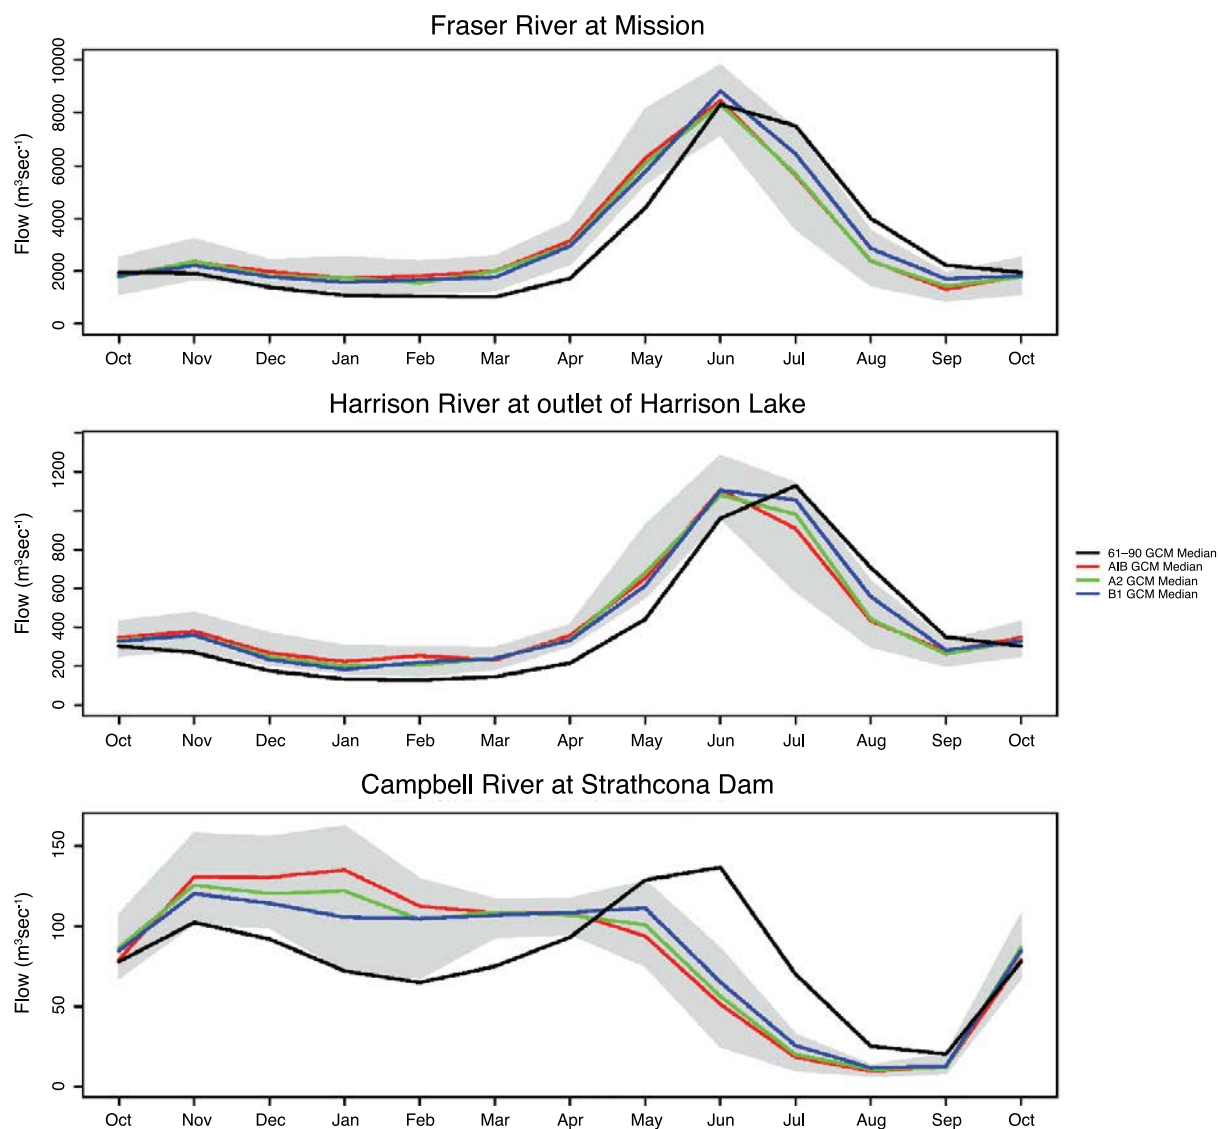 Fraser River at Mission
Flow (m³sec⁻¹)
10000
8000
6000
4000
2000
0
Oct Nov Dec Jan Feb Mar Apr May Jun Jul Aug Sep Oct
Harrison River at outlet of Harrison Lake
Flow (m³sec⁻¹)
1200
800
600
400
200
0
Oct Nov Dec Jan Feb Mar Apr May Jun Jul Aug Sep Oct
61–90 GCM Median
AIB GCM Median
A2 GCM Median
B1 GCM Median
Campbell River at Strathcona Dam
Flow (m³sec⁻¹)
150
100
50
0
Oct Nov Dec Jan Feb Mar Apr May Jun Jul Aug Sep Oct